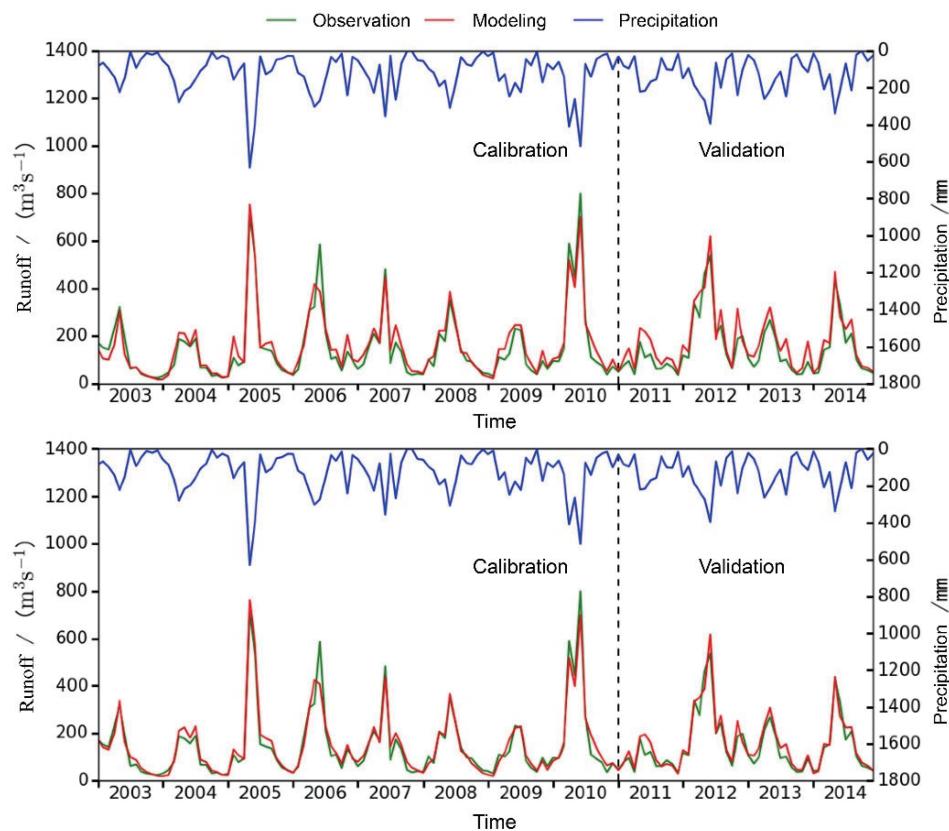 Observation Modeling Precipitation
1400 0
1200 200
1000 400
800 600
600 800
400 1000
200 1200
0 1400
1600
1800
Calibration Validation
Runoff / (m³s⁻¹)
Precipitation /mm
2003 2004 2005 2006 2007 2008 2009 2010 2011 2012 2013 2014
Time
1400 0
1200 200
1000 400
800 600
600 800
400 1000
200 1200
0 1400
1600
1800
Calibration Validation
Runoff / (m³s⁻¹)
Precipitation /mm
2003 2004 2005 2006 2007 2008 2009 2010 2011 2012 2013 2014
Time